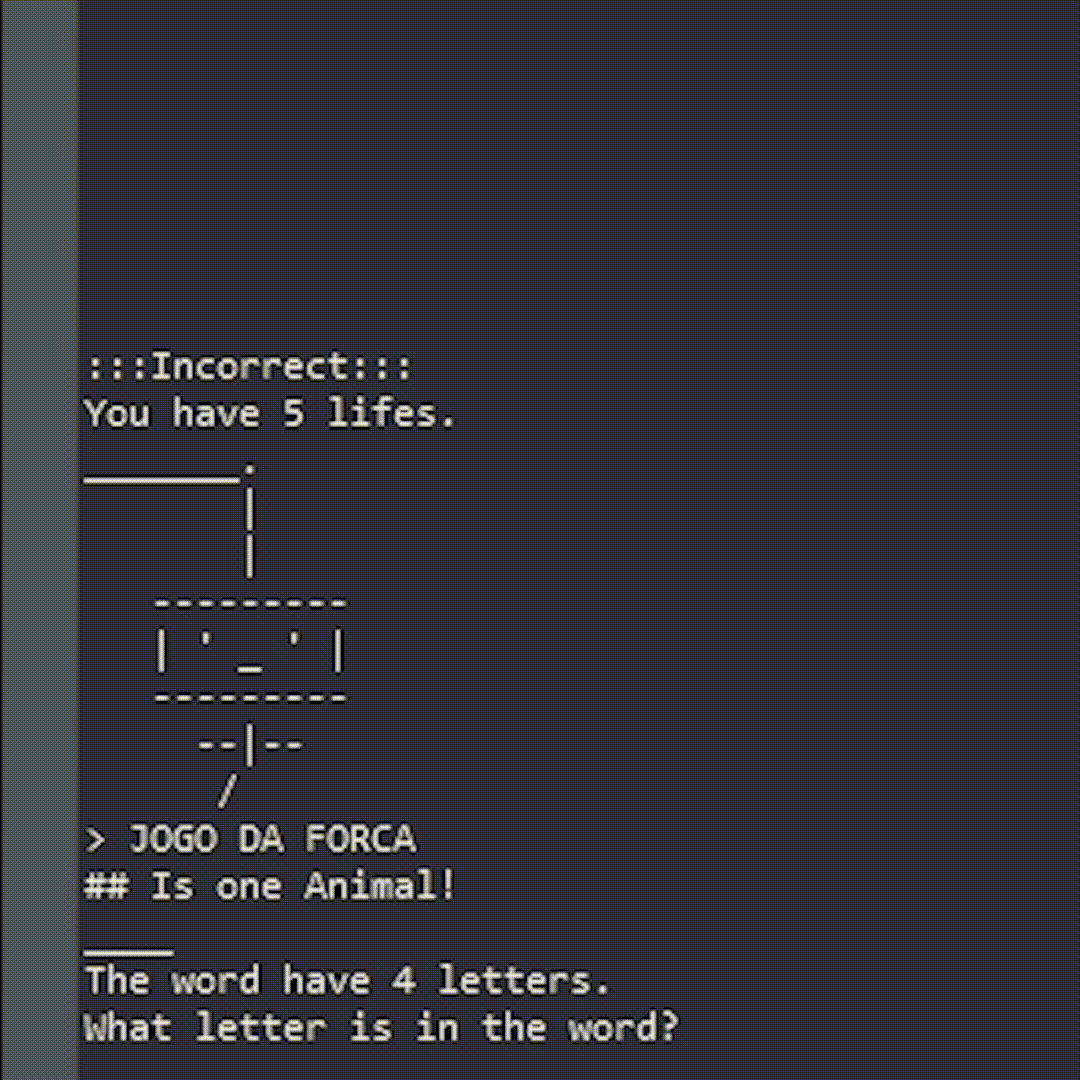 :::Incorrect:::
You have 5 lifes.
_______.
       |
       |
   ---------
   | ' _ ' |
   ---------
     --|--
      /
> JOGO DA FORCA
## Is one Animal!
____
The word have 4 letters.
What letter is in the word?